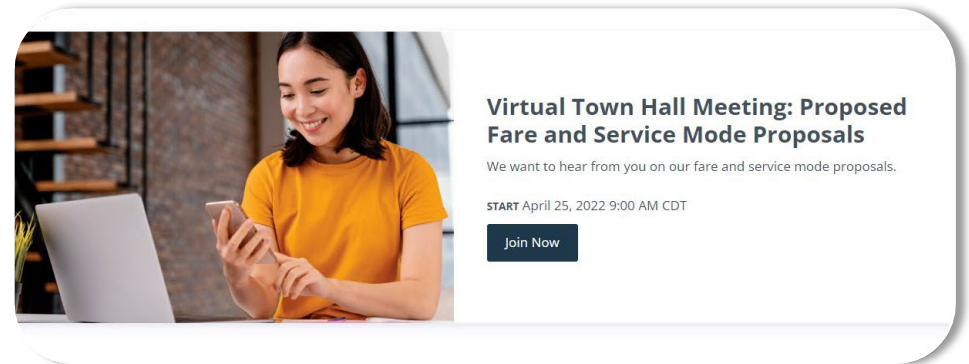 Virtual Town Hall Meeting: Proposed
Fare and Service Mode Proposals
We want to hear from you on our fare and service mode proposals.
START April 25, 2022 9:00 AM CDT
Join Now